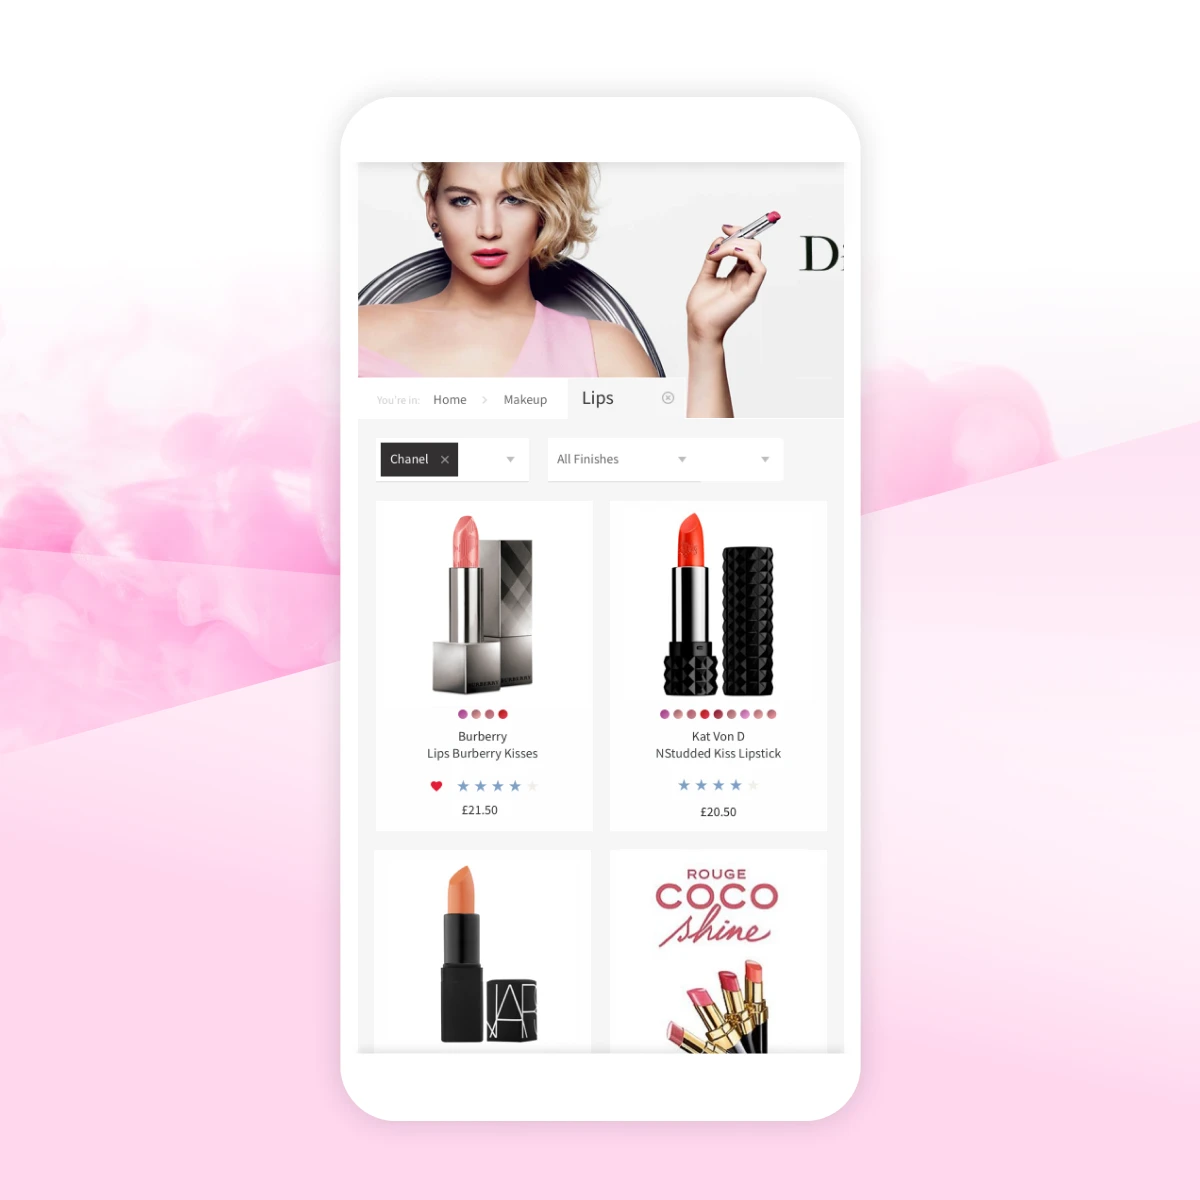 Di
You're in: Home Makeup Lips
Chanel
All Finishes
BURBERRY
BURBERRY
Burberry
Lips Burberry Kisses
£21.50
Kat Von D
NStudded Kiss Lipstick
£20.50
NARS
ROUGE
COCO
shine